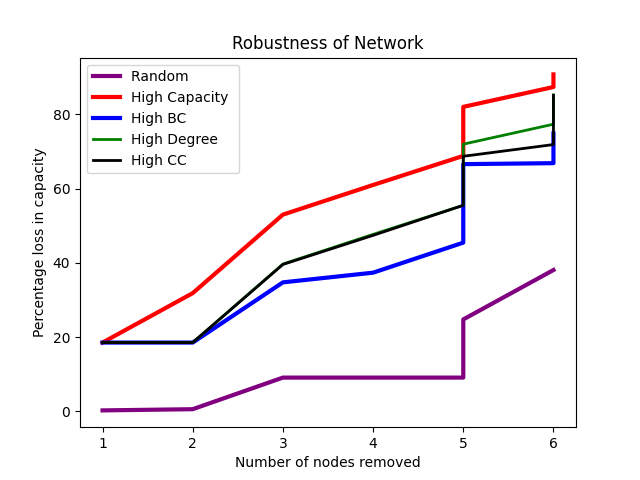 Robustness of Network
Random
High Capacity
High BC
High Degree
High CC
Percentage loss in capacity
80
60
40
20
0
1 2 3 4 5 6
Number of nodes removed